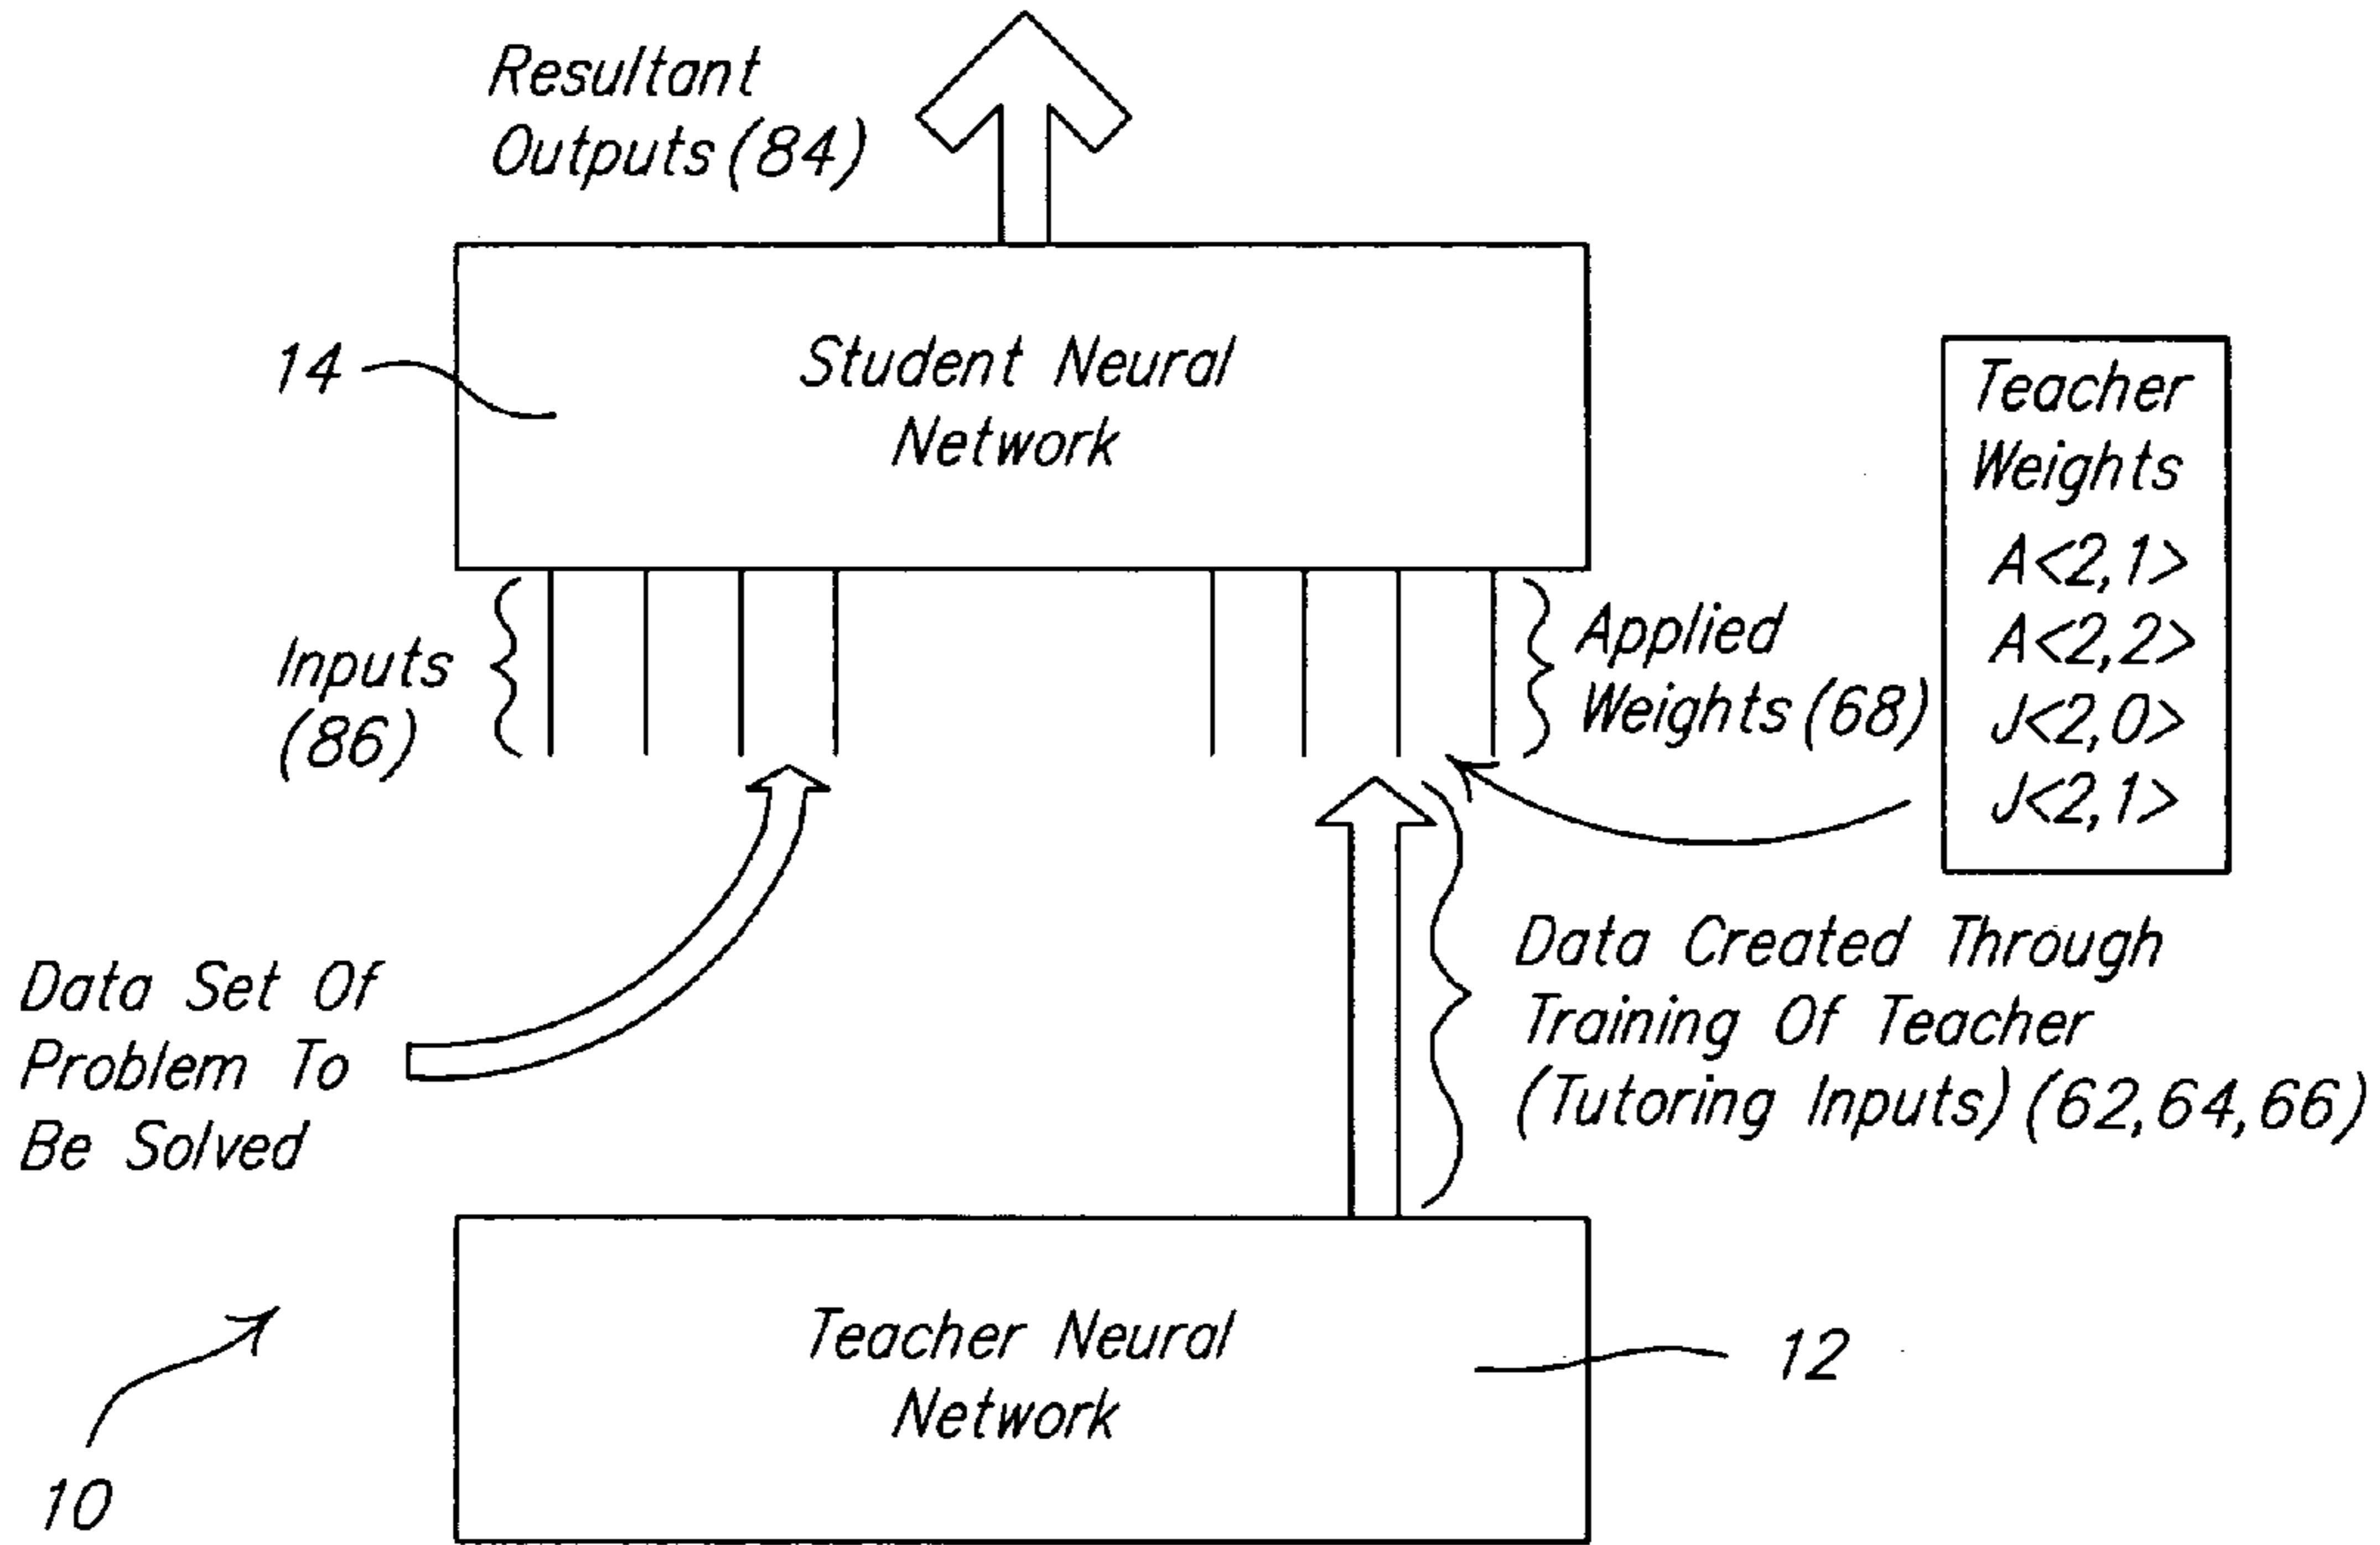 Resultant
Outputs (84)
14
Student Neural
Network
Teacher
Weights
A<2,1>
A<2,2>
J<2,0>
J<2,1>
Inputs
(86)
Applied
Weights (68)
Data Set Of
Problem To
Be Solved
Data Created Through
Training Of Teacher
(Tutoring Inputs) (62,64,66)
Teacher Neural
Network
12
10